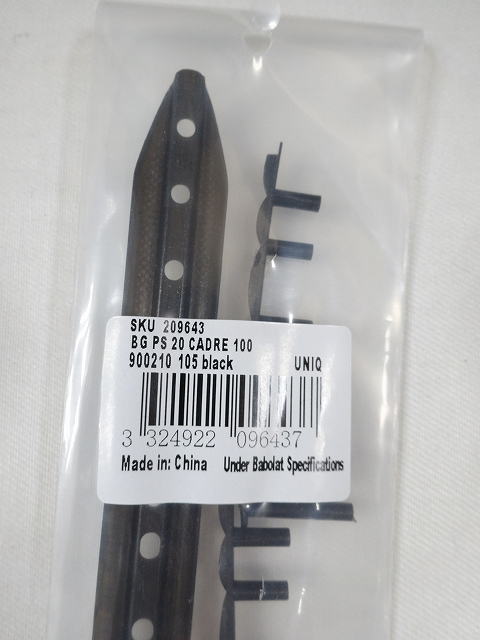 SKU 209643
BG PS 20 CADRE 100
900210 105 black UNIQ
3 324922 096437
Made in: China Under Babolat Specifications